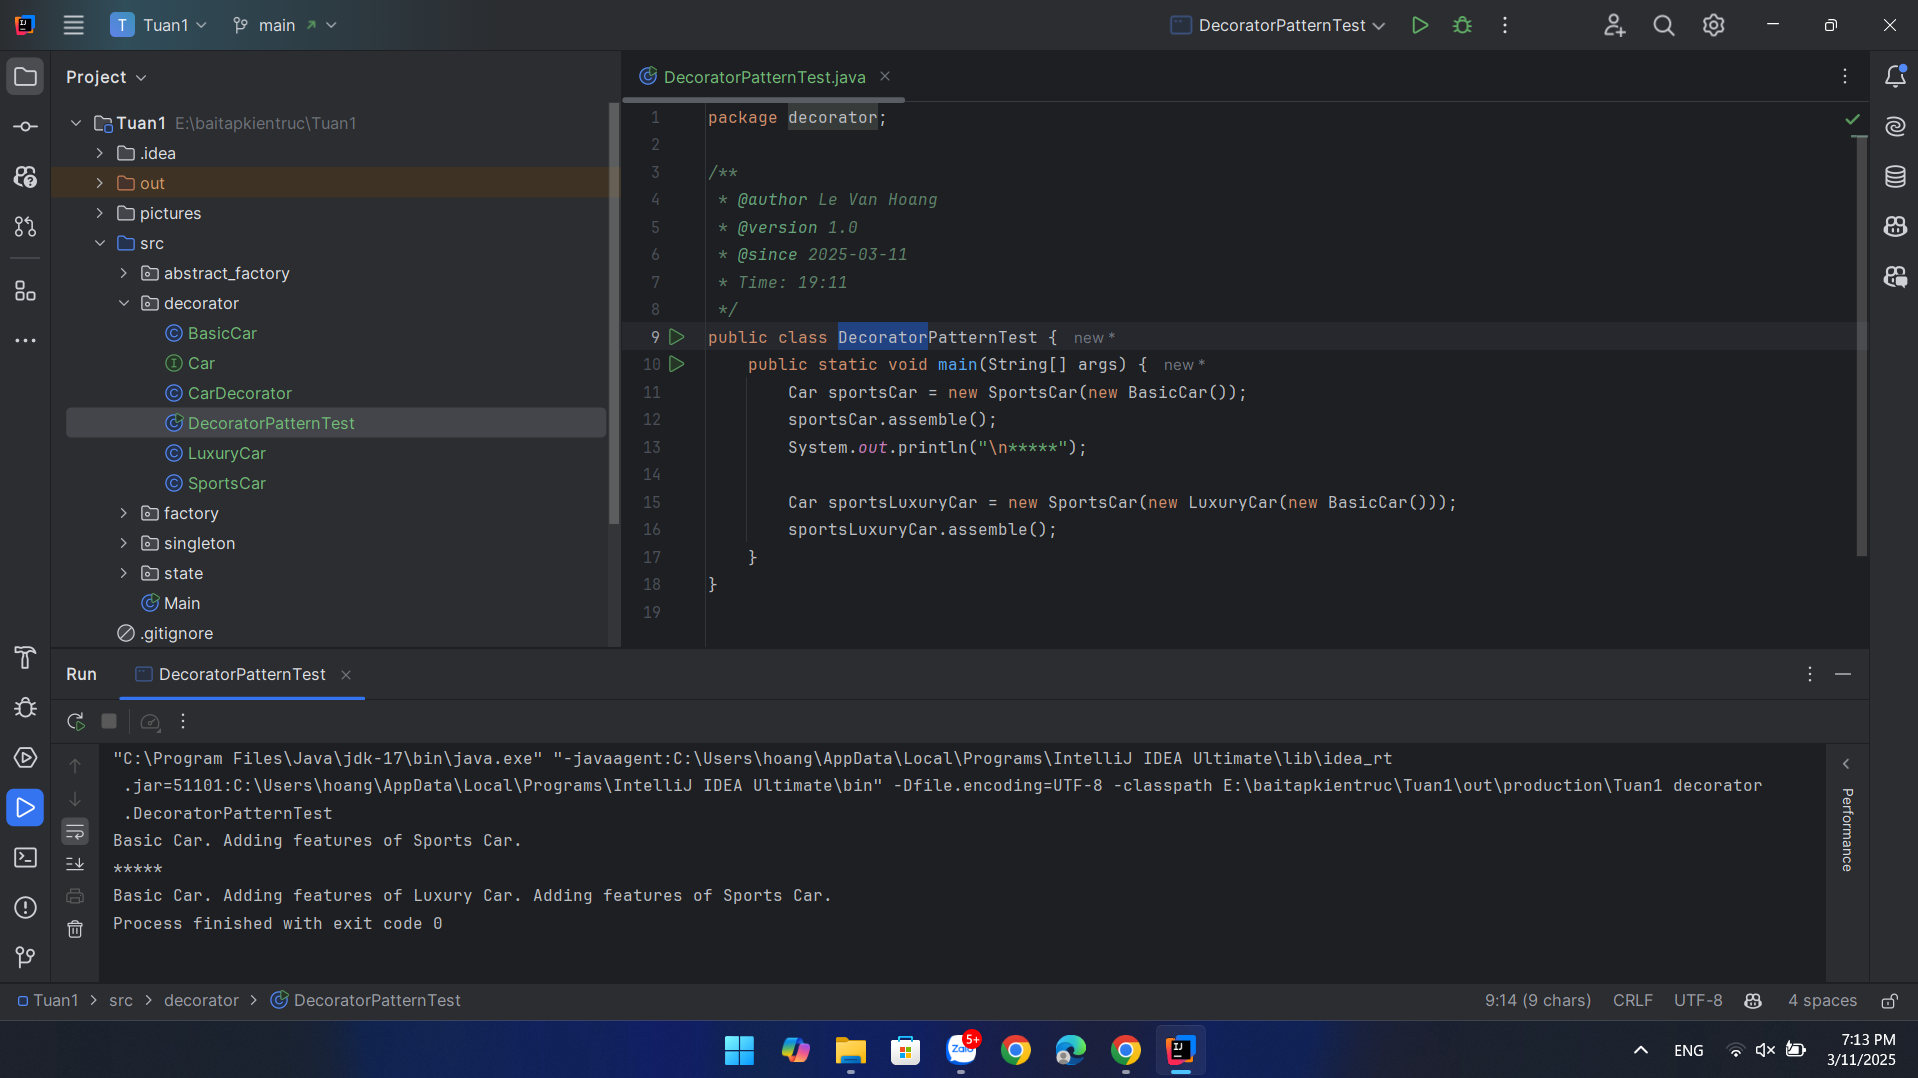 T Tuan1
main
DecoratorPatternTest
Project
Tuan1 E:\baitapkientruc\Tuan1
.idea
out
pictures
src
abstract_factory
decorator
BasicCar
Car
CarDecorator
DecoratorPatternTest
LuxuryCar
SportsCar
factory
singleton
state
Main
.gitignore
DecoratorPatternTest.java
1 package decorator;
2
3 /**
4 * @author Le Van Hoang
5 * @version 1.0
6 * @since 2025-03-11
7 * Time: 19:11
8 */
9 public class DecoratorPatternTest { new *
10 public static void main(String[] args) { new *
11 Car sportsCar = new SportsCar(new BasicCar());
12 sportsCar.assemble();
13 System.out.println("\n*****");
14
15 Car sportsLuxuryCar = new SportsCar(new LuxuryCar(new BasicCar()));
16 sportsLuxuryCar.assemble();
17 }
18 }
19
Run DecoratorPatternTest
"C:\Program Files\Java\jdk-17\bin\java.exe" "-javaagent:C:\Users\hoang\AppData\Local\Programs\IntelliJ IDEA Ultimate\lib\idea_rt
.jar=51101:C:\Users\hoang\AppData\Local\Programs\IntelliJ IDEA Ultimate\bin" -Dfile.encoding=UTF-8 -classpath E:\baitapkientruc\Tuan1\out\production\Tuan1 decorator
.DecoratorPatternTest
Basic Car. Adding features of Sports Car.
*****
Basic Car. Adding features of Luxury Car. Adding features of Sports Car.
Process finished with exit code 0
Performance
Tuan1 > src > decorator > DecoratorPatternTest
9:14 (9 chars) CRLF UTF-8 4 spaces
Zalo 5+
ENG
7:13 PM
3/11/2025